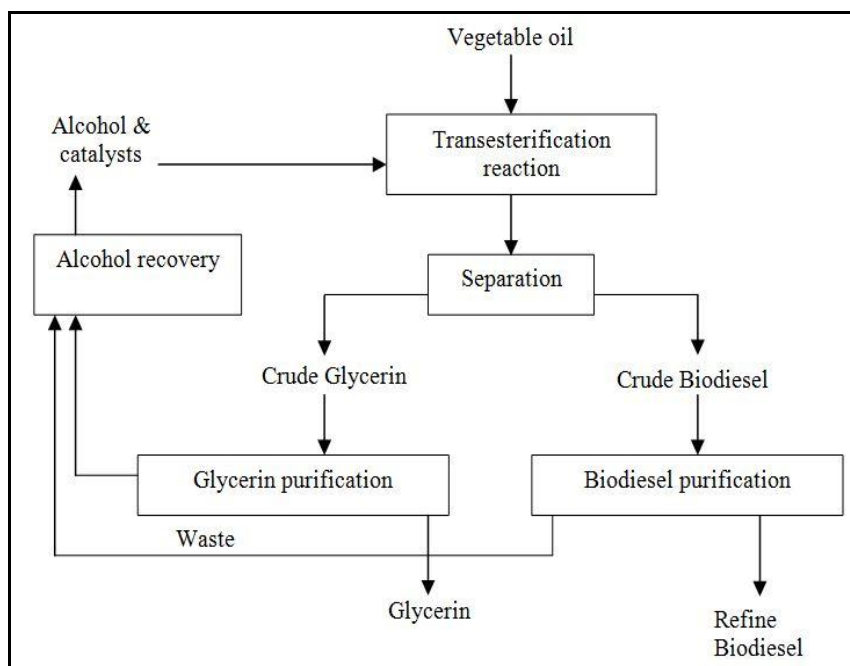 Vegetable oil
Alcohol &
catalysts
Transesterification
reaction
Alcohol recovery
Separation
Crude Glycerin
Crude Biodiesel
Glycerin purification
Biodiesel purification
Waste
Glycerin
Refine
Biodiesel